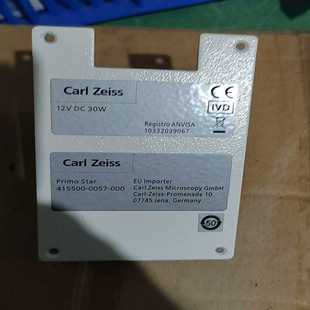 Carl Zeiss
12V DC 30W
CE
IVD
Registro ANVISA
10332039067
Carl Zeiss
Primo Star
415500-0057-000
EU Importer
Carl Zeiss Microscopy GmbH
Carl-Zeiss-Promenade 10
07745 Jena, Germany
50